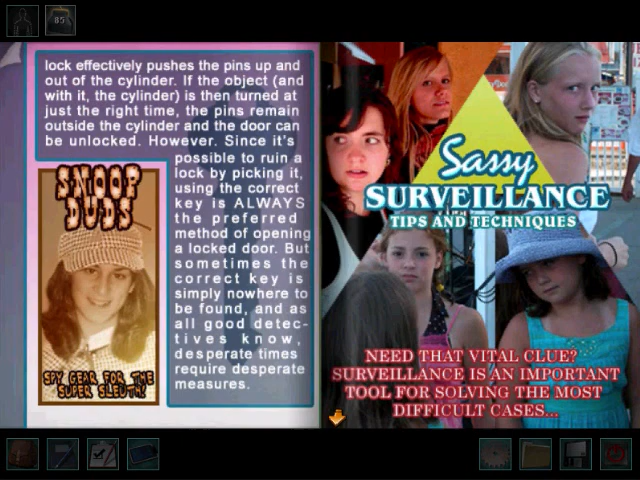 85
lock effectively pushes the pins up and
out of the cylinder. If the object (and
with it, the cylinder) is then turned at
just the right time, the pins remain
outside the cylinder and the door can
be unlocked. However. Since it's
possible to ruin a
lock by picking it,
using the correct
key is ALWAYS
the preferred
method of opening
a locked door. But
sometimes the
correct key is
simply nowhere to
be found, and as
all good detec-
tives know,
desperate times
require desperate
measures.
SNOOP
DUDS
SPY GEAR FOR THE
SUPER SLEUTH!
Sassy
SURVEILLANCE
TIPS AND TECHNIQUES
NEED THAT VITAL CLUE?
SURVEILLANCE IS AN IMPORTANT
TOOL FOR SOLVING THE MOST
DIFFICULT CASES...